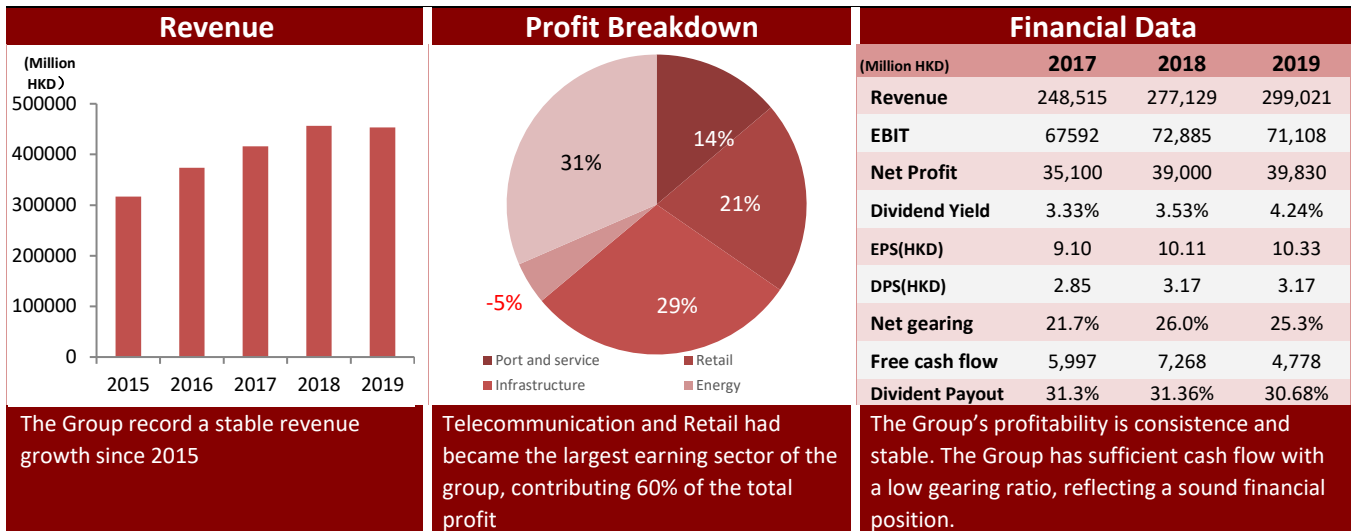 Revenue
(Million
HKD)
500000
400000
300000
200000
100000
0
2015 2016 2017 2018 2019
The Group record a stable revenue
growth since 2015
Profit Breakdown
14%
31%
21%
-5%
29%
Port and service Retail
Infrastructure Energy
Telecommunication and Retail had
became the largest earning sector of the
group, contributing 60% of the total
profit
Financial Data
(Million HKD) 2017 2018 2019
Revenue 248,515 277,129 299,021
EBIT 67592 72,885 71,108
Net Profit 35,100 39,000 39,830
Dividend Yield 3.33% 3.53% 4.24%
EPS(HKD) 9.10 10.11 10.33
DPS(HKD) 2.85 3.17 3.17
Net gearing 21.7% 26.0% 25.3%
Free cash flow 5,997 7,268 4,778
Divident Payout 31.3% 31.36% 30.68%
The Group’s profitability is consistence and
stable. The Group has sufficient cash flow with
a low gearing ratio, reflecting a sound financial
position.